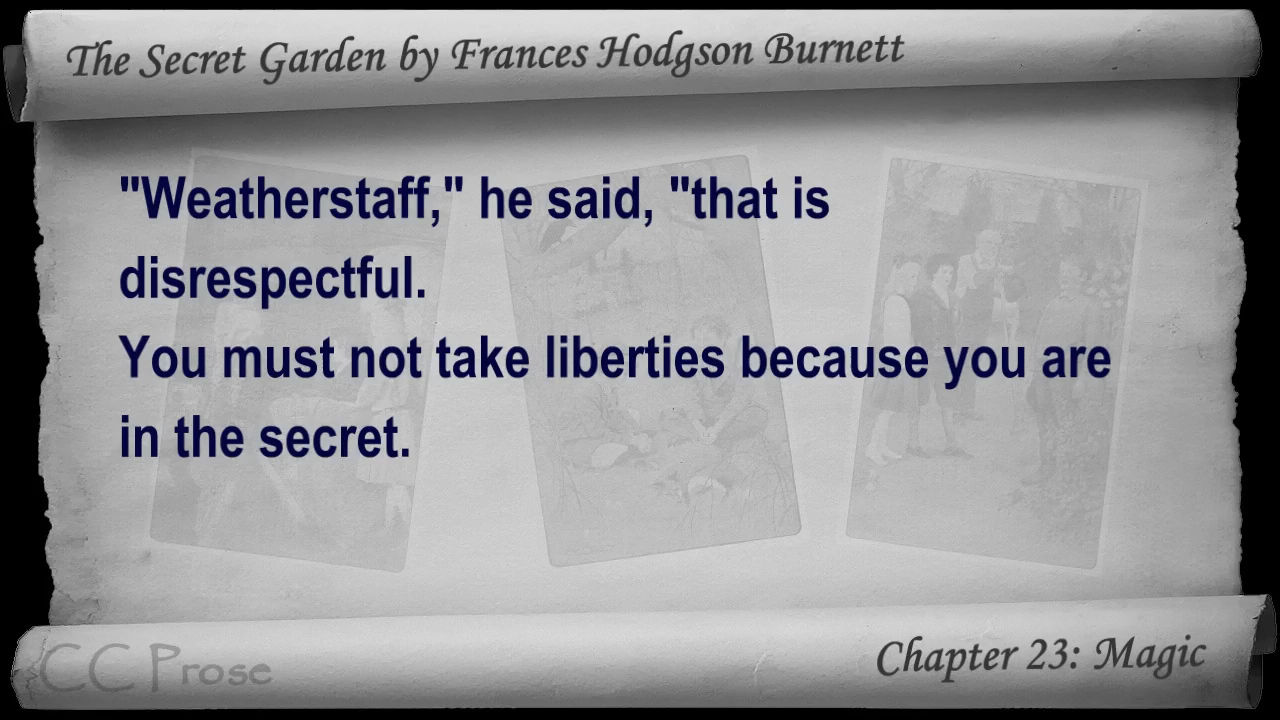 The Secret Garden by Frances Hodgson Burnett
"Weatherstaff," he said, "that is
disrespectful.
You must not take liberties because you are
in the secret.
CC Prose
Chapter 23: Magic